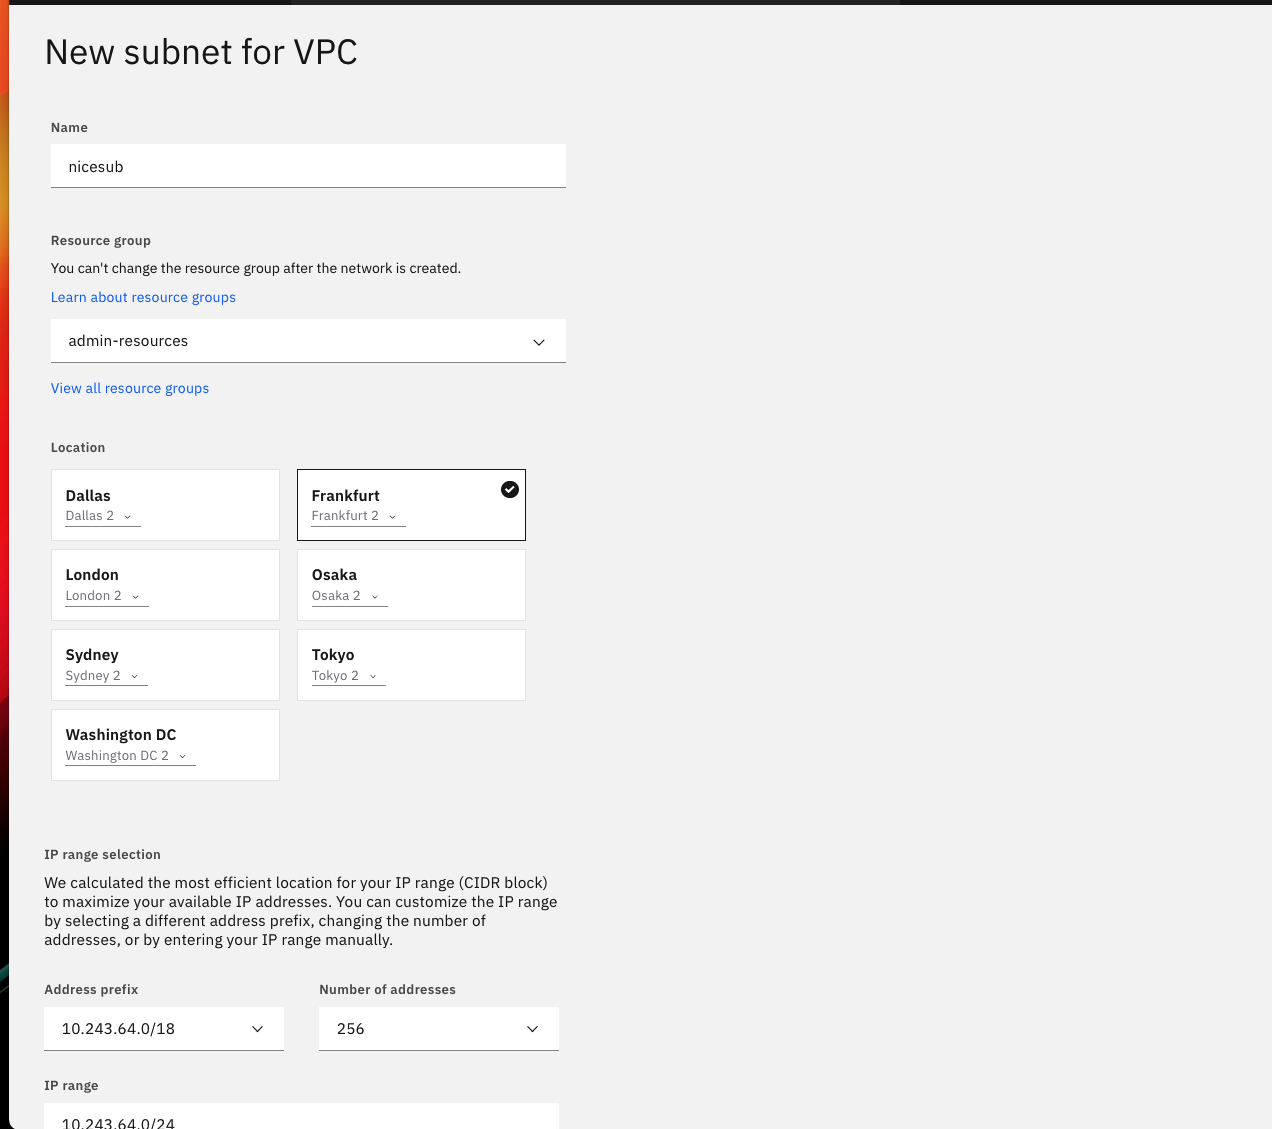 New subnet for VPC
Name
nicesub
Resource group
You can't change the resource group after the network is created.
Learn about resource groups
admin-resources
View all resource groups
Location
Dallas
Dallas 2
Frankfurt
Frankfurt 2
London
London 2
Osaka
Osaka 2
Sydney
Sydney 2
Tokyo
Tokyo 2
Washington DC
Washington DC 2
IP range selection
We calculated the most efficient location for your IP range (CIDR block)
to maximize your available IP addresses. You can customize the IP range
by selecting a different address prefix, changing the number of
addresses, or by entering your IP range manually.
Address prefix
10.243.64.0/18
Number of addresses
256
IP range
10.243.64.0/24